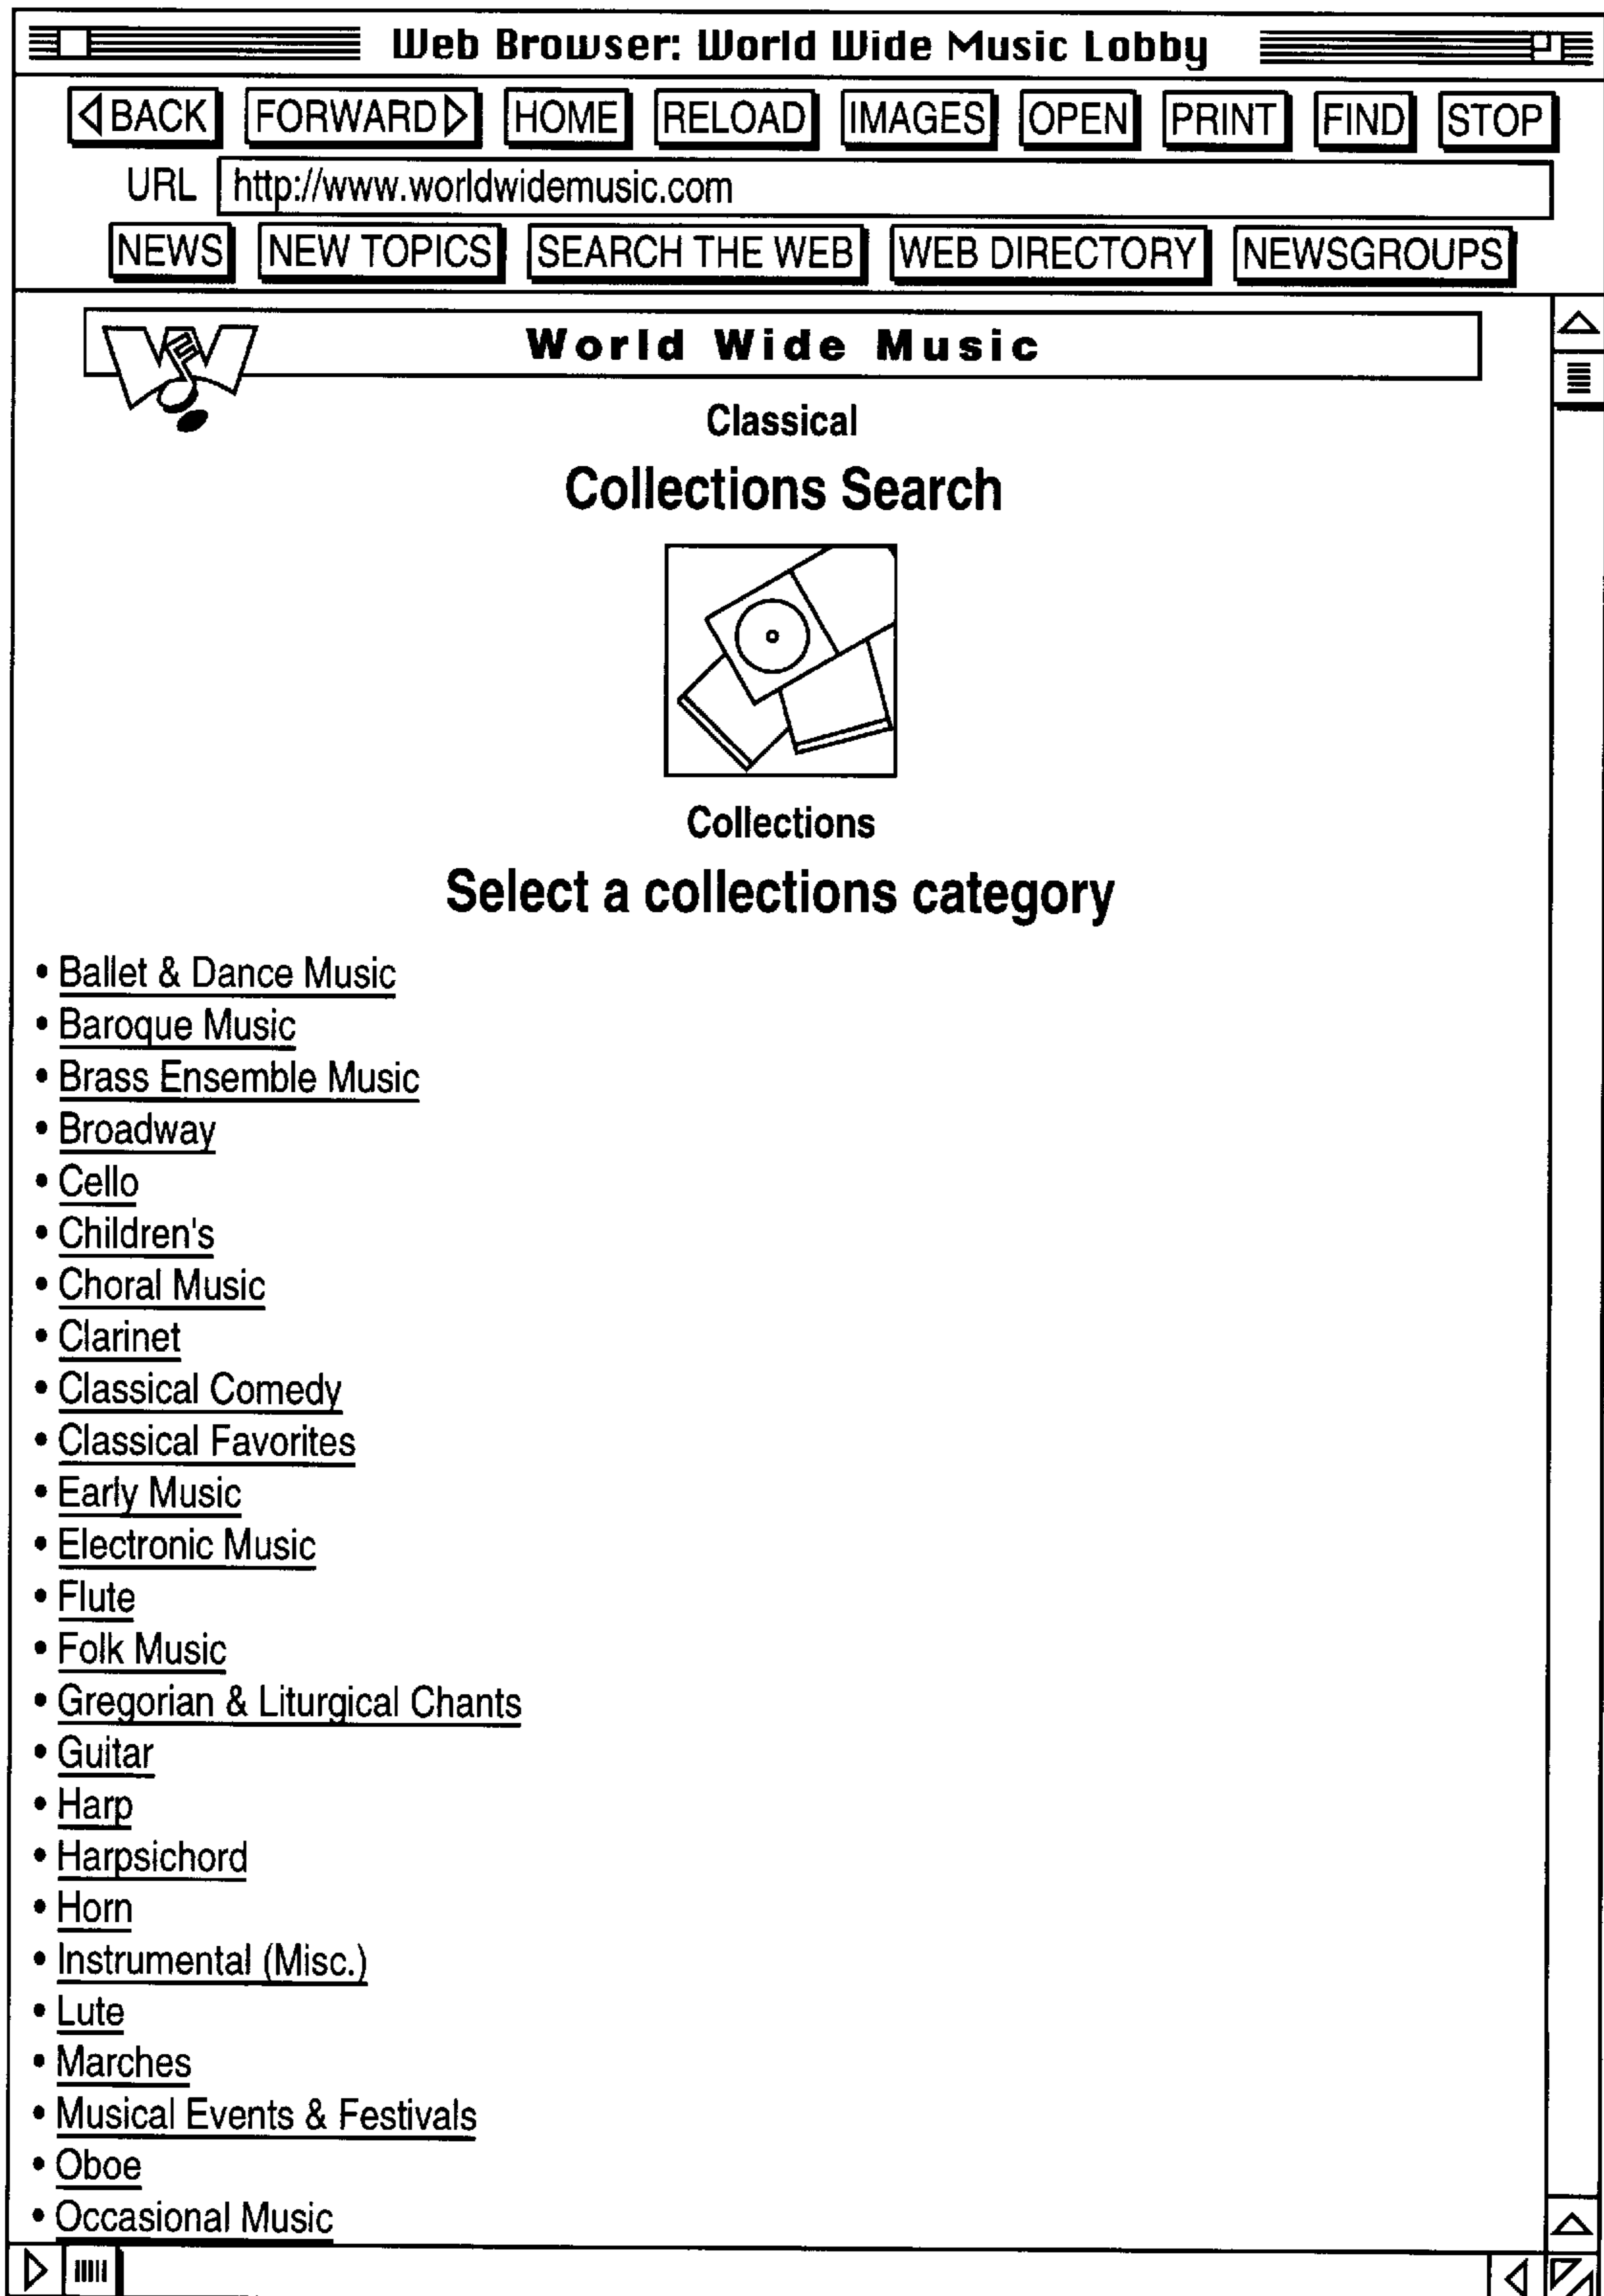 Web Browser: World Wide Music Lobby
BACK FORWARD HOME RELOAD IMAGES OPEN PRINT FIND STOP
URL http://www.worldwidemusic.com
NEWS NEW TOPICS SEARCH THE WEB WEB DIRECTORY NEWSGROUPS
World Wide Music
Classical
Collections Search
Collections
Select a collections category
• Ballet & Dance Music
• Baroque Music
• Brass Ensemble Music
• Broadway
• Cello
• Children's
• Choral Music
• Clarinet
• Classical Comedy
• Classical Favorites
• Early Music
• Electronic Music
• Flute
• Folk Music
• Gregorian & Liturgical Chants
• Guitar
• Harp
• Harpsichord
• Horn
• Instrumental (Misc.)
• Lute
• Marches
• Musical Events & Festivals
• Oboe
• Occasional Music